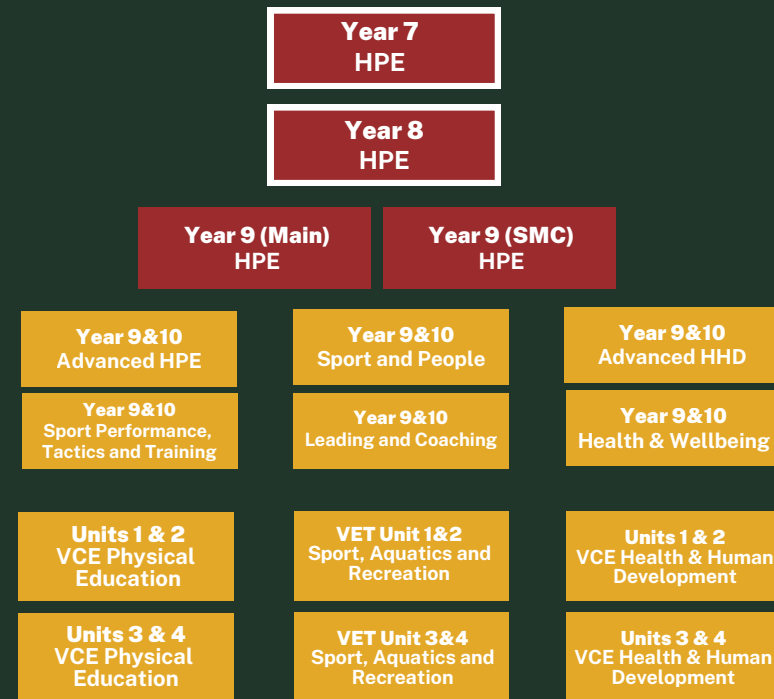 Year 7
HPE
Year 8
HPE
Year 9 (Main)
HPE
Year 9 (SMC)
HPE
Year 9&10
Advanced HPE
Year 9&10
Sport and People
Year 9&10
Advanced HHD
Year 9&10
Sport Performance,
Tactics and Training
Year 9&10
Leading and Coaching
Year 9&10
Health & Wellbeing
Units 1 & 2
VCE Physical
Education
VET Unit 1&2
Sport, Aquatics and
Recreation
Units 1 & 2
VCE Health & Human
Development
Units 3 & 4
VCE Physical
Education
VET Unit 3&4
Sport, Aquatics and
Recreation
Units 3 & 4
VCE Health & Human
Development